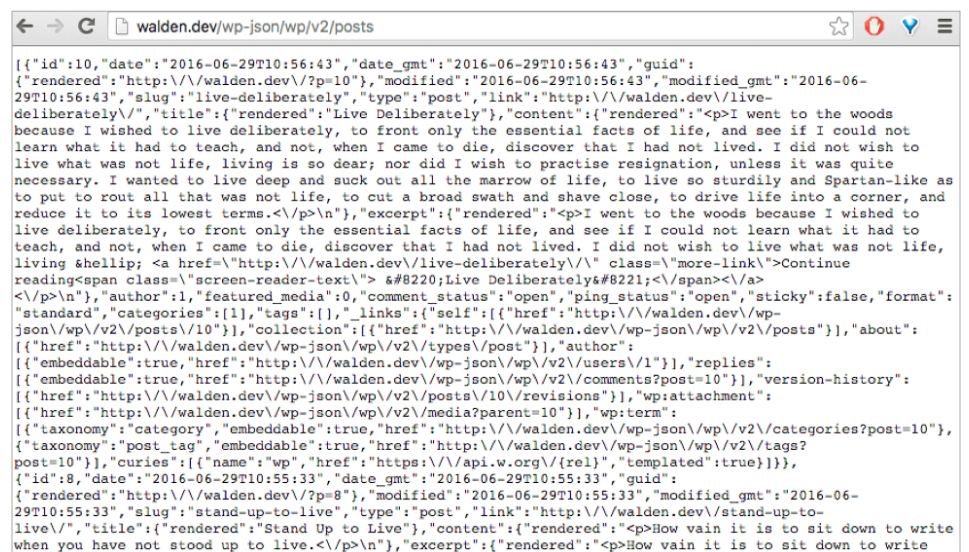 walden.dev/wp-json/wp/v2/posts
[{"id":10,"date":"2016-06-29T10:56:43","date_gmt":"2016-06-29T10:56:43","guid":
{"rendered":"http:\/\/walden.dev\/?p=10"},"modified":"2016-06-29T10:56:43","modified_gmt":"2016-06-
29T10:56:43","slug":"live-deliberately","type":"post","link":"http:\/\/walden.dev\/live-
deliberately\/","title":{"rendered":"Live Deliberately"},"content":{"rendered":"<p>I went to the woods
because I wished to live deliberately, to front only the essential facts of life, and see if I could not
learn what it had to teach, and not, when I came to die, discover that I had not lived. I did not wish to
live what was not life, living is so dear; nor did I wish to practise resignation, unless it was quite
necessary. I wanted to live deep and suck out all the marrow of life, to live so sturdily and Spartan-like as
to put to rout all that was not life, to cut a broad swath and shave close, to drive life into a corner, and
reduce it to its lowest terms.<\/p>\n"},"excerpt":{"rendered":"<p>I went to the woods because I wished to
live deliberately, to front only the essential facts of life, and see if I could not learn what it had to
teach, and not, when I came to die, discover that I had not lived. I did not wish to live what was not life,
living &hellip; <a href=\"http:\/\/walden.dev\/live-deliberately\/\" class=\"more-link\">Continue
reading<span class=\"screen-reader-text\"> &#8220;Live Deliberately&#8221;<\/span><\/a>
<\/p>\n"},"author":1,"featured_media":0,"comment_status":"open","ping_status":"open","sticky":false,"format":
"standard","categories":[1],"tags":[],"_links":{"self":[{"href":"http:\/\/walden.dev\/wp-
json\/wp\/v2\/posts\/10"}],"collection":[{"href":"http:\/\/walden.dev\/wp-json\/wp\/v2\/posts"}],"about":
[{"href":"http:\/\/walden.dev\/wp-json\/wp\/v2\/types\/post"}],"author":
[{"embeddable":true,"href":"http:\/\/walden.dev\/wp-json\/wp\/v2\/users\/1"}],"replies":
[{"embeddable":true,"href":"http:\/\/walden.dev\/wp-json\/wp\/v2\/comments?post=10"}],"version-history":
[{"href":"http:\/\/walden.dev\/wp-json\/wp\/v2\/posts\/10\/revisions"}],"wp:attachment":
[{"href":"http:\/\/walden.dev\/wp-json\/wp\/v2\/media?parent=10"}],"wp:term":
[{"taxonomy":"category","embeddable":true,"href":"http:\/\/walden.dev\/wp-json\/wp\/v2\/categories?post=10"},
{"taxonomy":"post_tag","embeddable":true,"href":"http:\/\/walden.dev\/wp-json\/wp\/v2\/tags?
post=10"}],"curies":[{"name":"wp","href":"https:\/\/api.w.org\/{rel}","templated":true}]}},
{"id":8,"date":"2016-06-29T10:55:33","date_gmt":"2016-06-29T10:55:33","guid":
{"rendered":"http:\/\/walden.dev\/?p=8"},"modified":"2016-06-29T10:55:33","modified_gmt":"2016-06-
29T10:55:33","slug":"stand-up-to-live","type":"post","link":"http:\/\/walden.dev\/stand-up-to-
live\/","title":{"rendered":"Stand Up to Live"},"content":{"rendered":"<p>How vain it is to sit down to write
when you have not stood up to live.<\/p>\n"},"excerpt":{"rendered":"<p>How vain it is to sit down to write